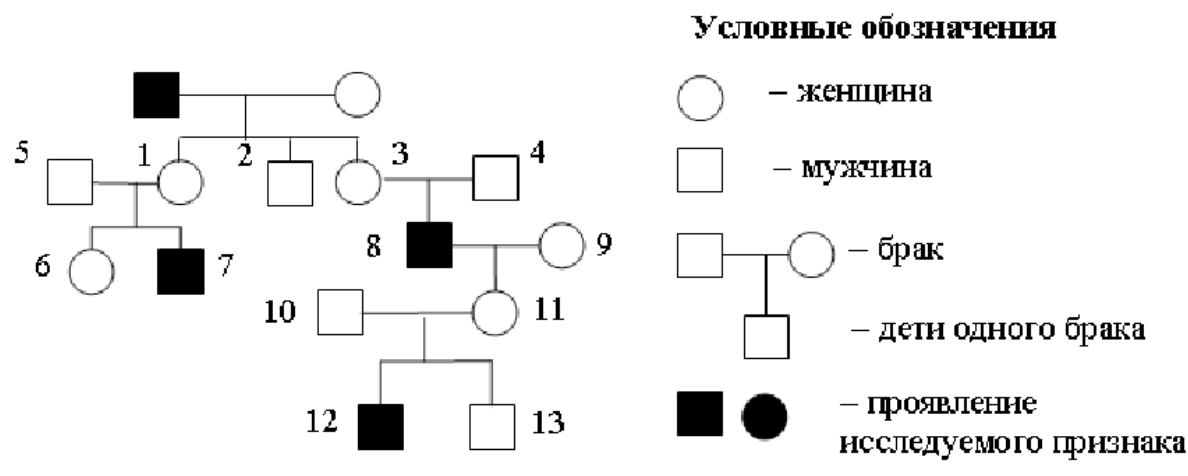 Условные обозначения
– женщина
5 1 2 3 4
– мужчина
6 7 8 9
– брак
10 11
– дети одного брака
12 13
– проявление
исследуемого признака